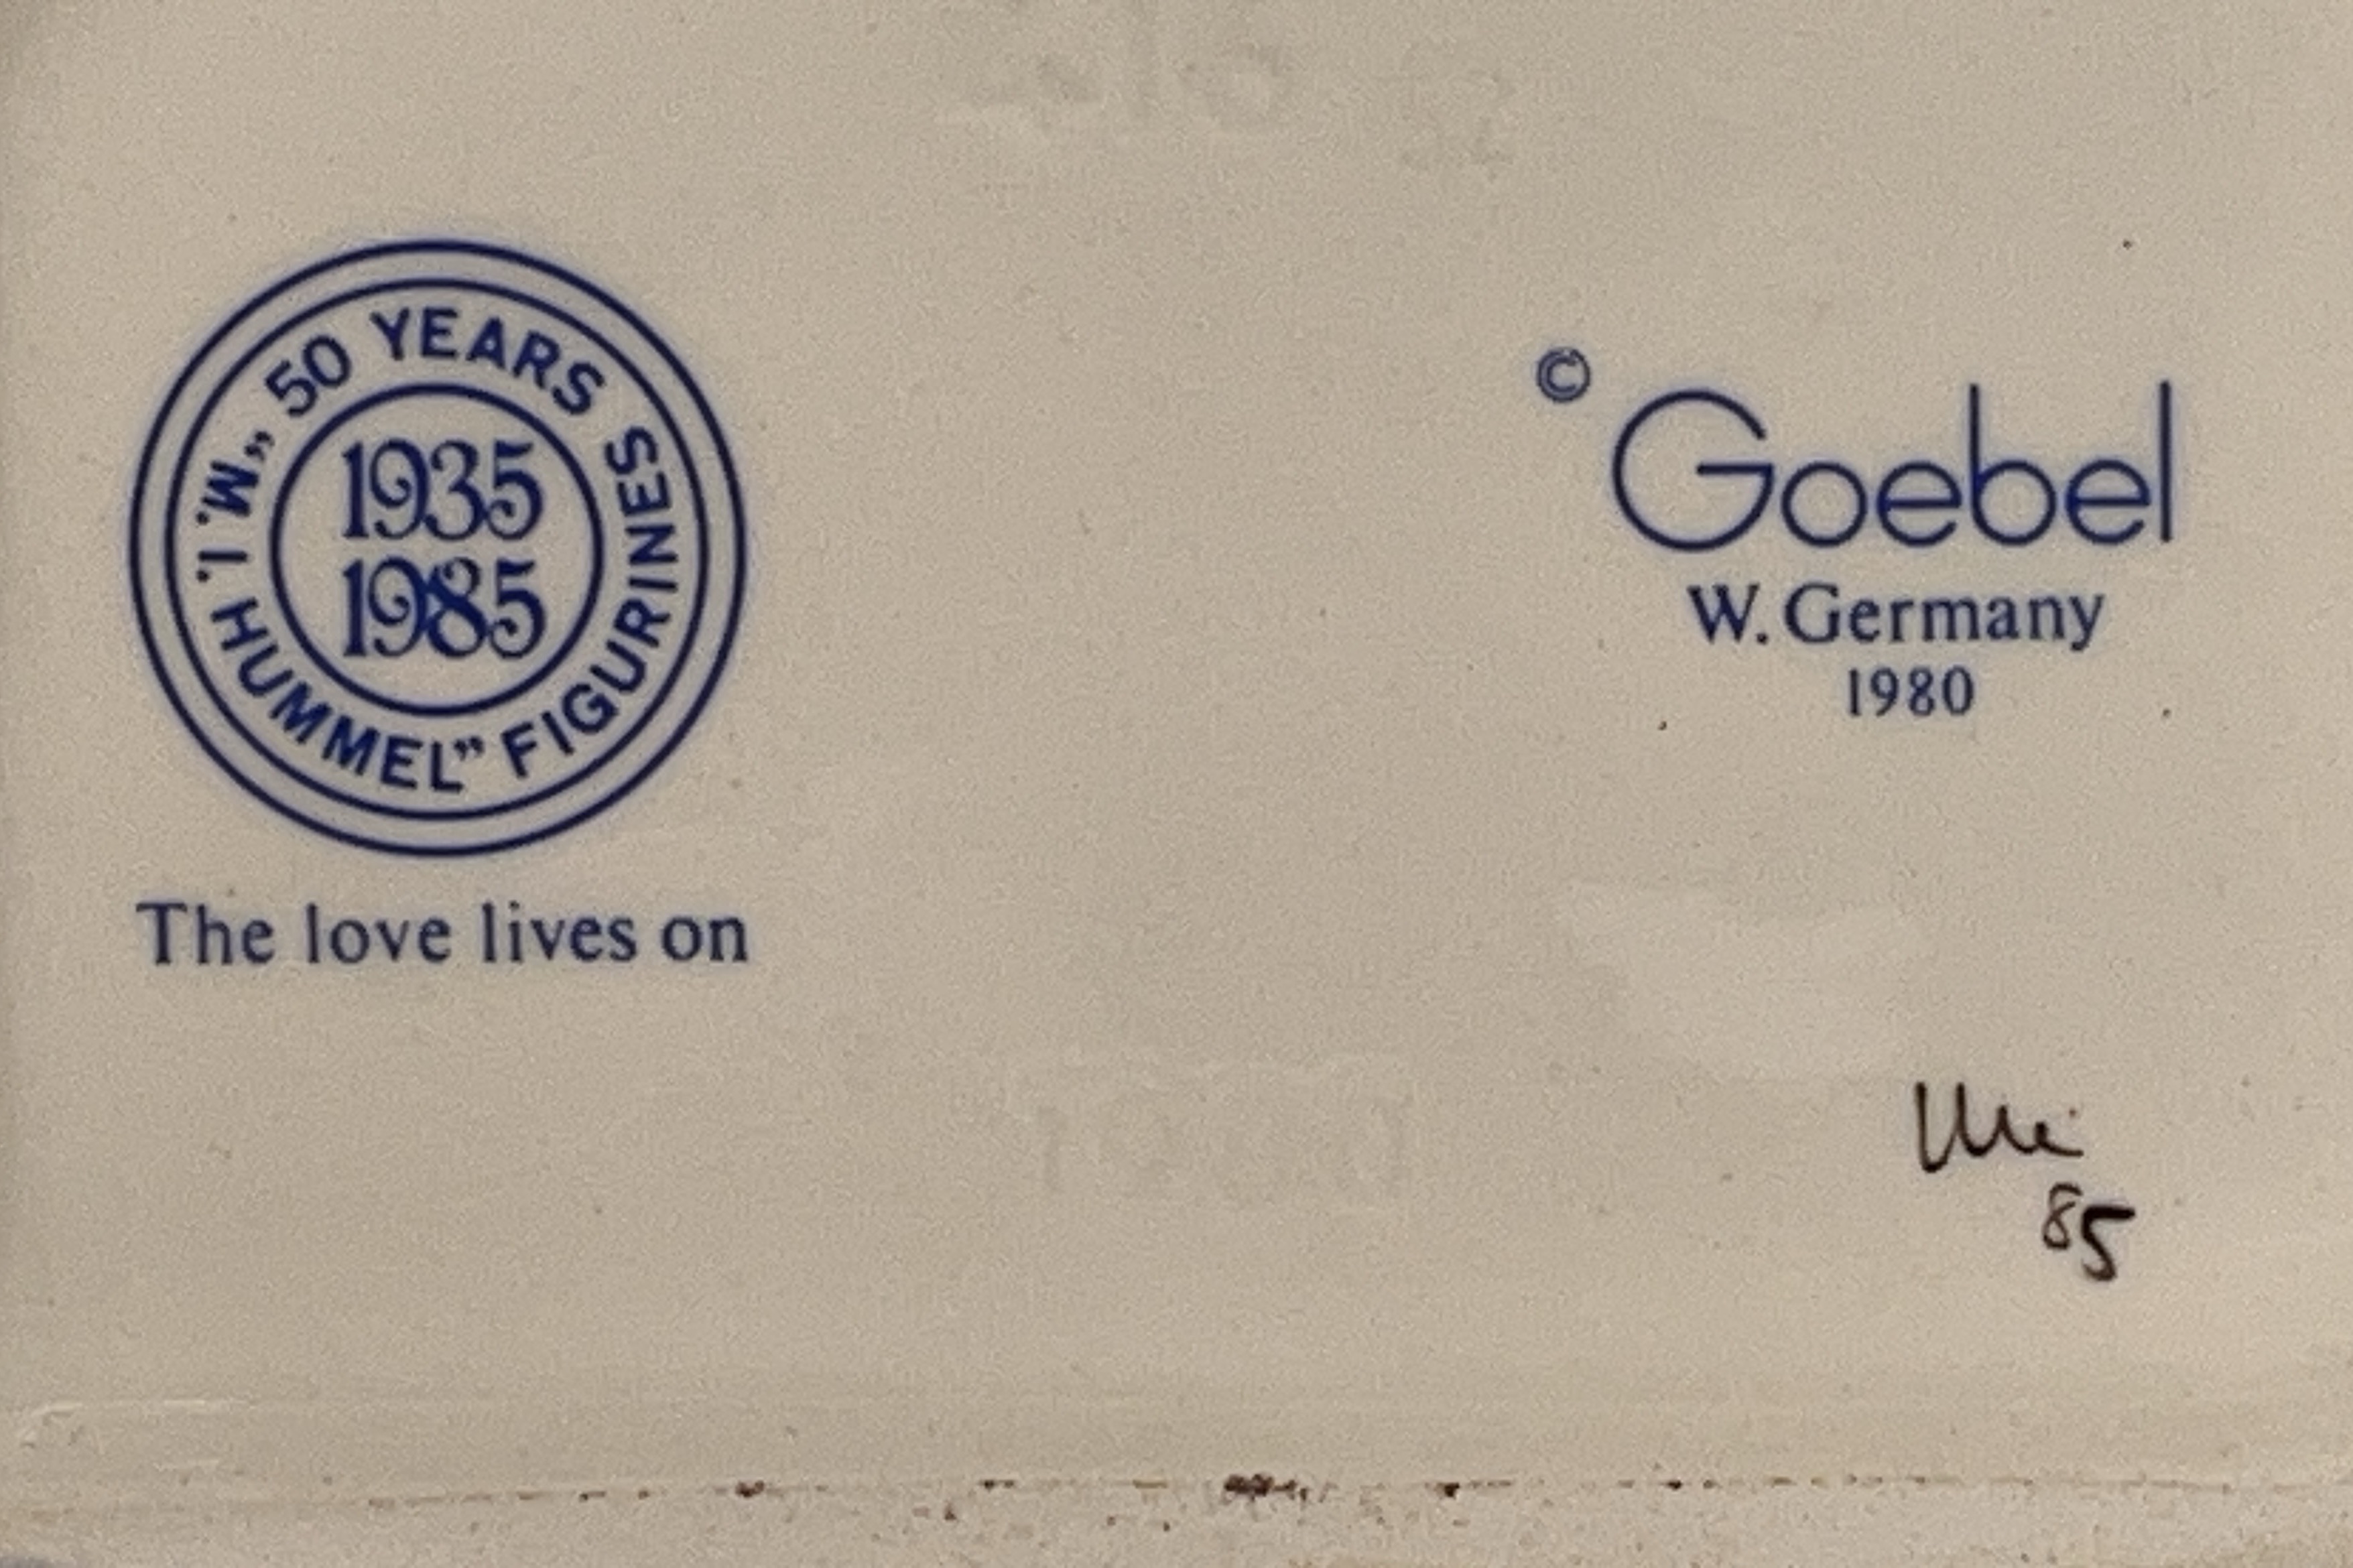 50 YEARS
"M. I. HUMMEL" FIGURINES
1935
1985
The love lives on
© Goebel
W. Germany
1980
85